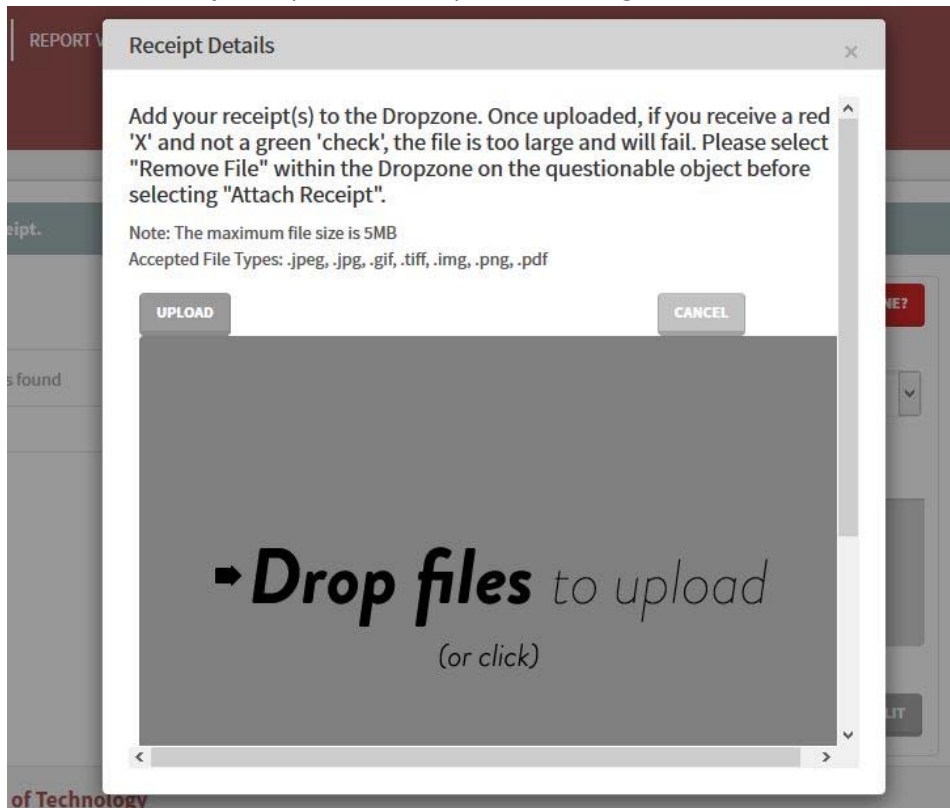 REPORT
Receipt Details
×
Add your receipt(s) to the Dropzone. Once uploaded, if you receive a red
'X' and not a green 'check', the file is too large and will fail. Please select
"Remove File" within the Dropzone on the questionable object before
selecting "Attach Receipt".
eipt.
Note: The maximum file size is 5MB
Accepted File Types: .jpeg, .jpg, .gif, .tiff, .img, .png, .pdf
UPLOAD
CANCEL
NE?
s found
Drop files to upload
(or click)
LIT
of Technology